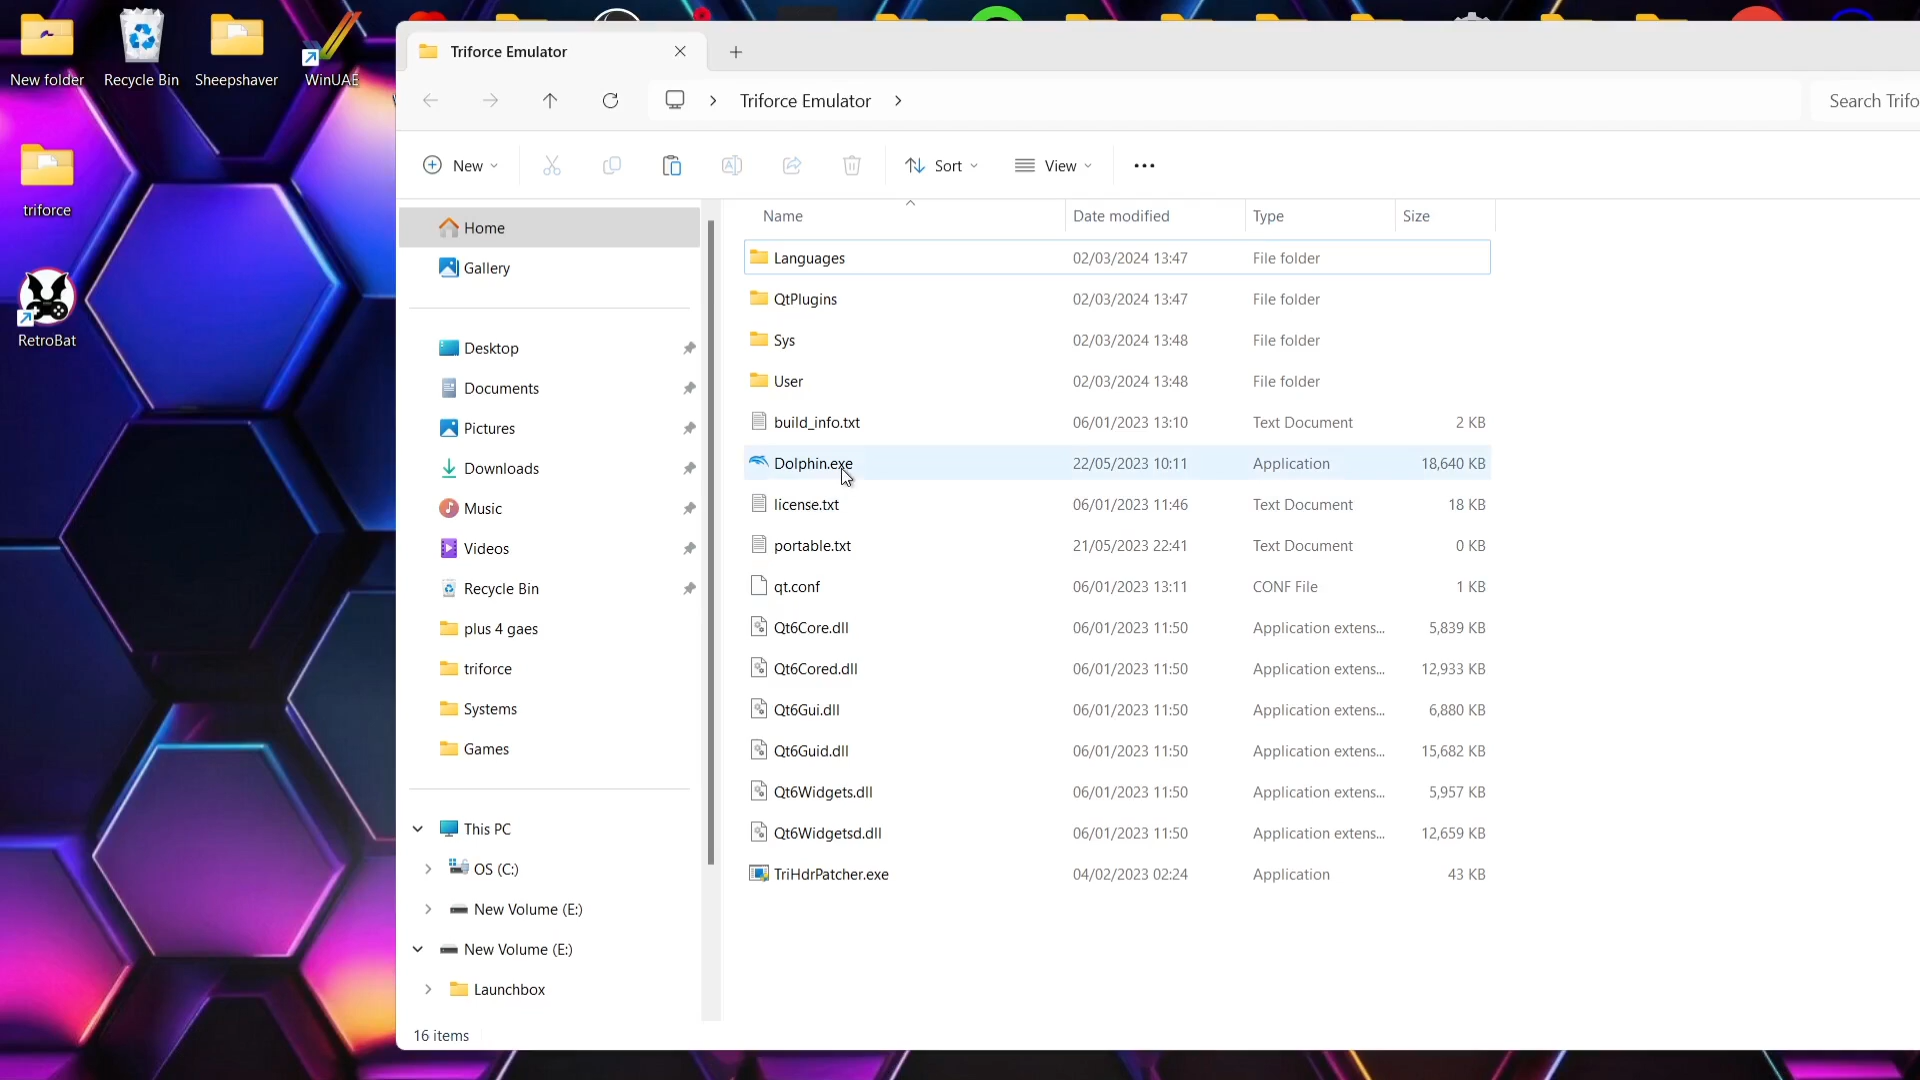 New folder
Recycle Bin
Sheepshaver
WinUAE
triforce
RetroBat
Triforce Emulator
Triforce Emulator
Search Trifo
New
Sort
View
Name
Date modified
Type
Size
Home
Gallery
Desktop
Documents
Pictures
Downloads
Music
Videos
Recycle Bin
plus 4 gaes
triforce
Systems
Games
This PC
OS (C:)
New Volume (E:)
New Volume (E:)
Launchbox
Languages 02/03/2024 13:47 File folder
QtPlugins 02/03/2024 13:47 File folder
Sys 02/03/2024 13:48 File folder
User 02/03/2024 13:48 File folder
build_info.txt 06/01/2023 13:10 Text Document 2 KB
Dolphin.exe 22/05/2023 10:11 Application 18,640 KB
license.txt 06/01/2023 11:46 Text Document 18 KB
portable.txt 21/05/2023 22:41 Text Document 0 KB
qt.conf 06/01/2023 13:11 CONF File 1 KB
Qt6Core.dll 06/01/2023 11:50 Application extens... 5,839 KB
Qt6Cored.dll 06/01/2023 11:50 Application extens... 12,933 KB
Qt6Gui.dll 06/01/2023 11:50 Application extens... 6,880 KB
Qt6Guid.dll 06/01/2023 11:50 Application extens... 15,682 KB
Qt6Widgets.dll 06/01/2023 11:50 Application extens... 5,957 KB
Qt6Widgetsd.dll 06/01/2023 11:50 Application extens... 12,659 KB
TriHdrPatcher.exe 04/02/2023 02:24 Application 43 KB
16 items